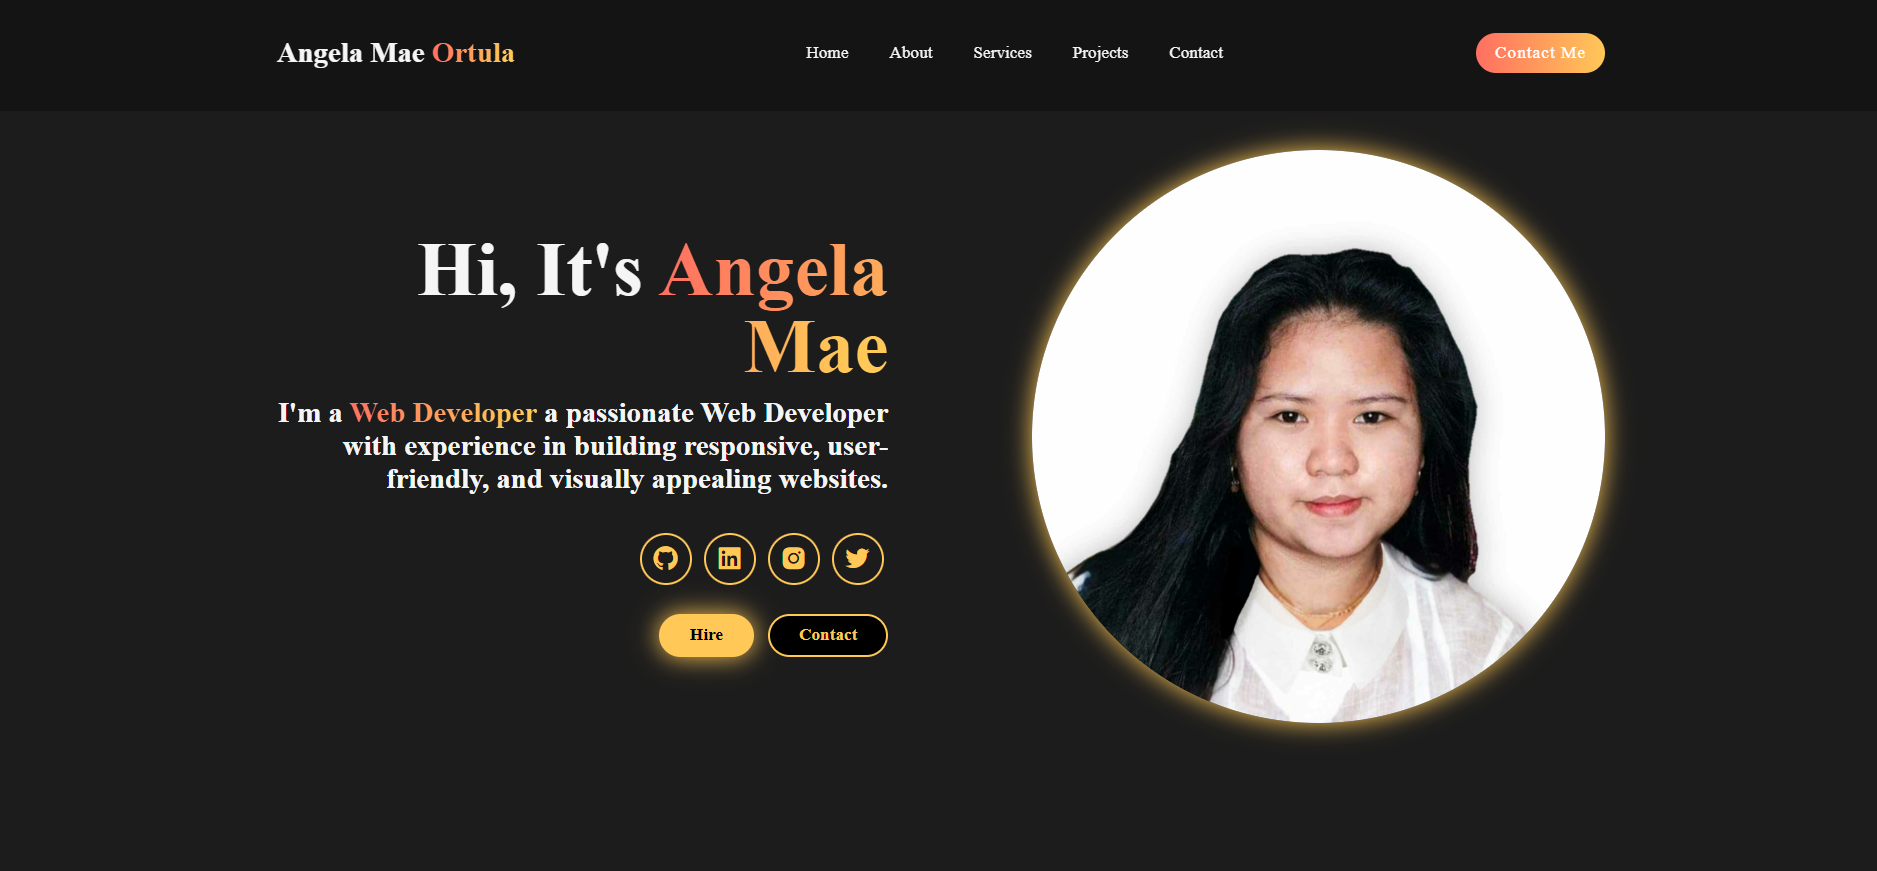 Angela Mae Ortula
Home
About
Services
Projects
Contact
Contact Me
Hi, It's Angela
Mae
I'm a Web Developer a passionate Web Developer
with experience in building responsive, user-
friendly, and visually appealing websites.
Hire
Contact